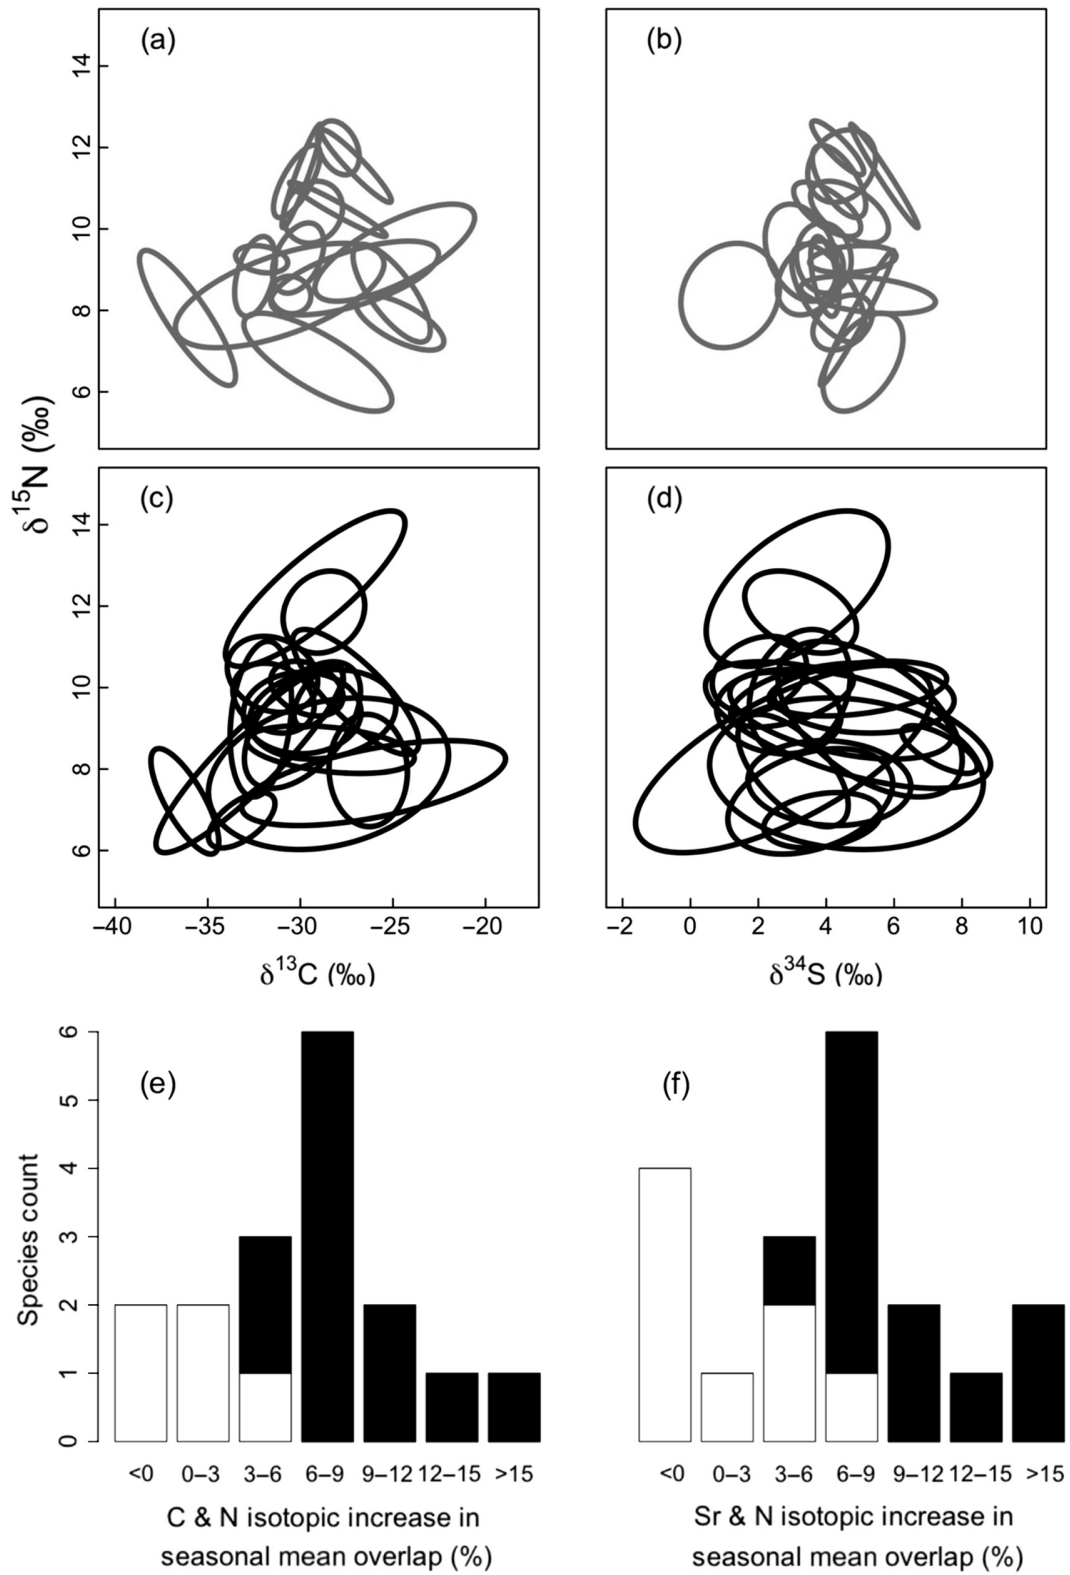 (a)
(b)
14
12
10
8
6
(c)
(d)
14
12
10
8
6
δ¹⁵N (‰)
−40 −35 −30 −25 −20
−2 0 2 4 6 8 10
δ¹³C (‰)
δ³⁴S (‰)
(e)
(f)
6
5
4
3
2
1
0
Species count
<0 0–3 3–6 6–9 9–12 12–15 >15
<0 0–3 3–6 6–9 9–12 12–15 >15
C & N isotopic increase in
seasonal mean overlap (%)
Sr & N isotopic increase in
seasonal mean overlap (%)